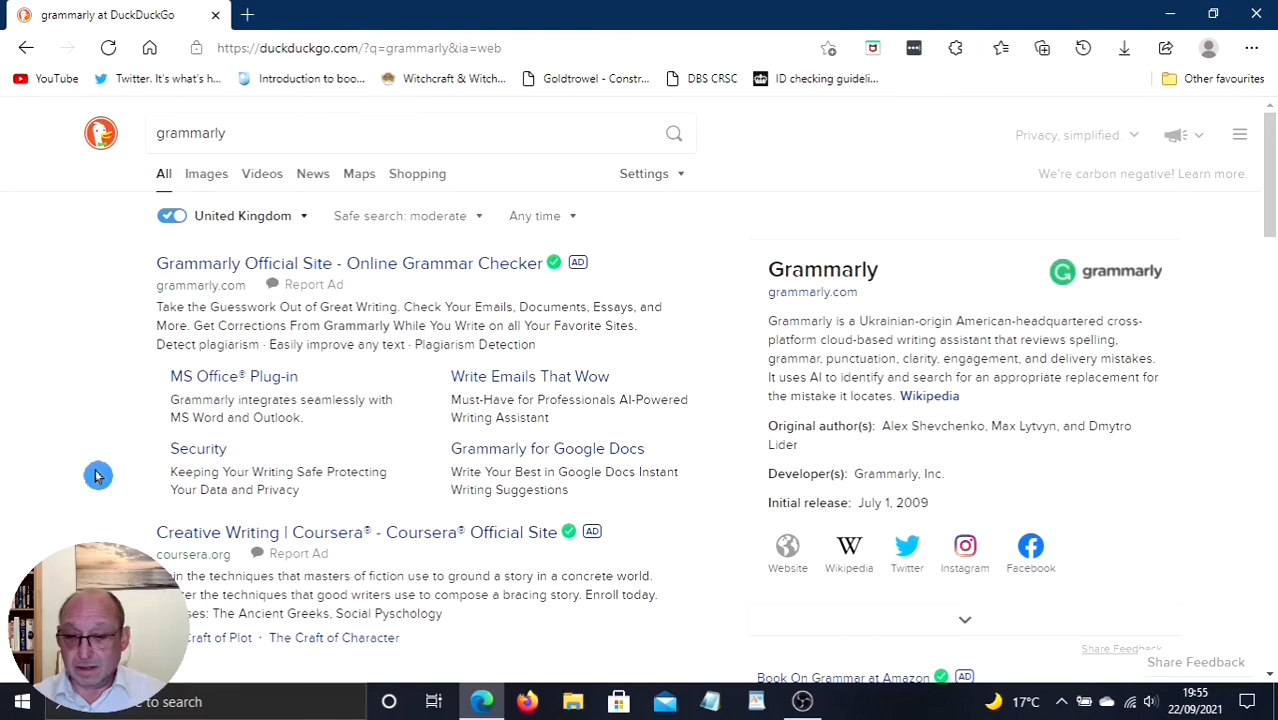 grammarly at DuckDuckGo
https://duckduckgo.com/?q=grammarly&ia=web
YouTube
Twitter. It's what's h...
Introduction to boo...
Witchcraft & Witch...
Goldtrowel - Constr...
DBS CRSC
ID checking guideli...
Other favourites
grammarly
Privacy, simplified.
All Images Videos News Maps Shopping Settings
We're carbon negative! Learn more.
United Kingdom Safe search: moderate Any time
Grammarly Official Site - Online Grammar Checker AD
grammarly.com Report Ad
Take the Guesswork Out of Great Writing. Check Your Emails, Documents, Essays, and
More. Get Corrections From Grammarly While You Write on all Your Favorite Sites.
Detect plagiarism · Easily improve any text · Plagiarism Detection
MS Office® Plug-in
Grammarly integrates seamlessly with
MS Word and Outlook.
Write Emails That Wow
Must-Have for Professionals AI-Powered
Writing Assistant
Security
Keeping Your Writing Safe Protecting
Your Data and Privacy
Grammarly for Google Docs
Write Your Best in Google Docs Instant
Writing Suggestions
Creative Writing | Coursera® - Coursera® Official Site AD
coursera.org Report Ad
in the techniques that masters of fiction use to ground a story in a concrete world.
the techniques that good writers use to compose a bracing story. Enroll today.
The Ancient Greeks, Social Pyschology
of Plot · The Craft of Character
Grammarly
grammarly.com
grammarly
Grammarly is a Ukrainian-origin American-headquartered cross-
platform cloud-based writing assistant that reviews spelling,
grammar, punctuation, clarity, engagement, and delivery mistakes.
It uses AI to identify and search for an appropriate replacement for
the mistake it locates. Wikipedia
Original author(s): Alex Shevchenko, Max Lytvyn, and Dmytro
Lider
Developer(s): Grammarly, Inc.
Initial release: July 1, 2009
Website Wikipedia Twitter Instagram Facebook
Share Feedback
Share Feedback
Book On Grammar at Amazon AD
to search
17°C
19:55
22/09/2021